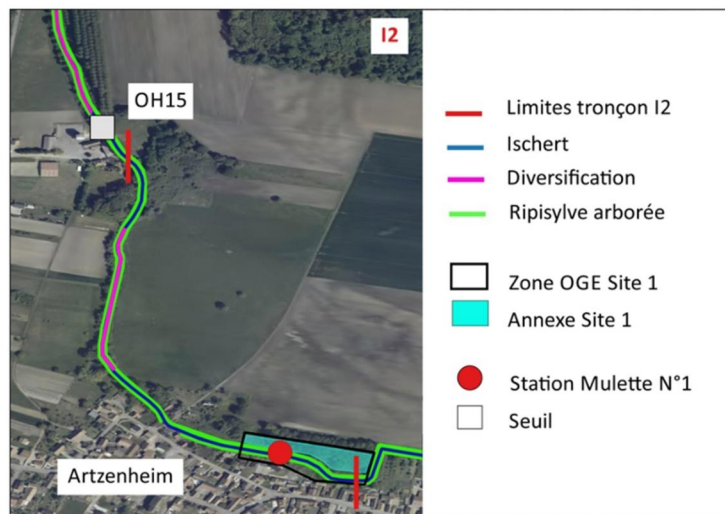 I2
OH15
Artzenheim
Limites tronçon I2
Ischert
Diversification
Ripisylve arborée
Zone OGE Site 1
Annexe Site 1
Station Mulette N°1
Seuil